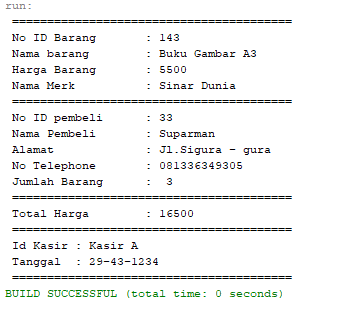 run:
========================================
No ID Barang       : 143
Nama barang        : Buku Gambar A3
Harga Barang       : 5500
Nama Merk          : Sinar Dunia
========================================
No ID pembeli      : 33
Nama Pembeli       : Suparman
Alamat             : Jl.Sigura - gura
No Telephone       : 081336349305
Jumlah Barang      :  3
========================================
Total Harga        : 16500
========================================
Id Kasir : Kasir A
Tanggal  : 29-43-1234
========================================
BUILD SUCCESSFUL (total time: 0 seconds)